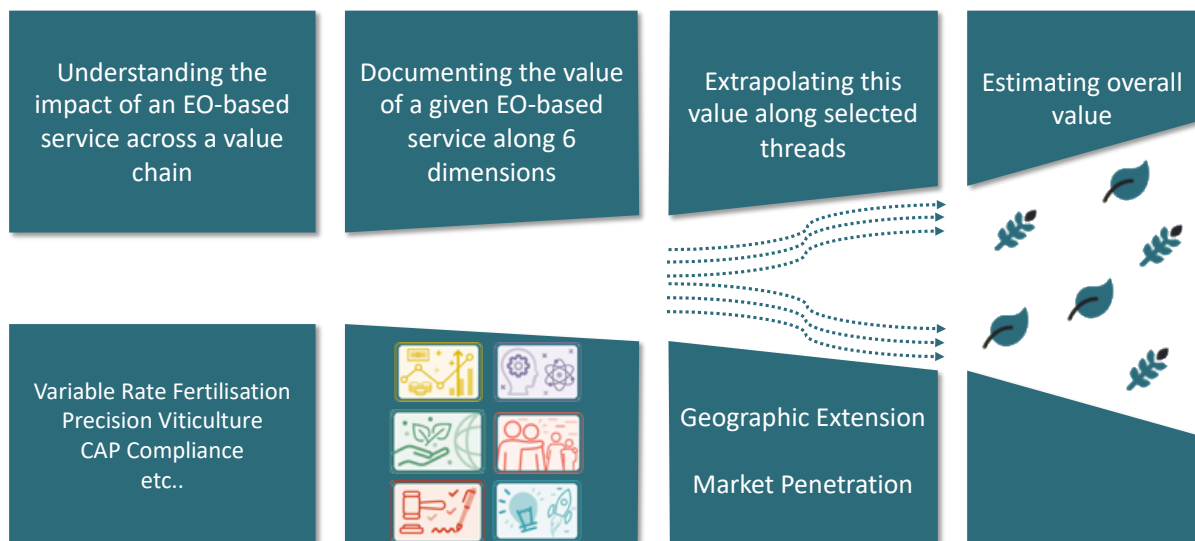 Understanding the
impact of an EO-based
service across a value
chain
Documenting the value
of a given EO-based
service along 6
dimensions
Extrapolating this
value along selected
threads
Estimating overall
value
Variable Rate Fertilisation
Precision Viticulture
CAP Compliance
etc..
Geographic Extension
Market Penetration